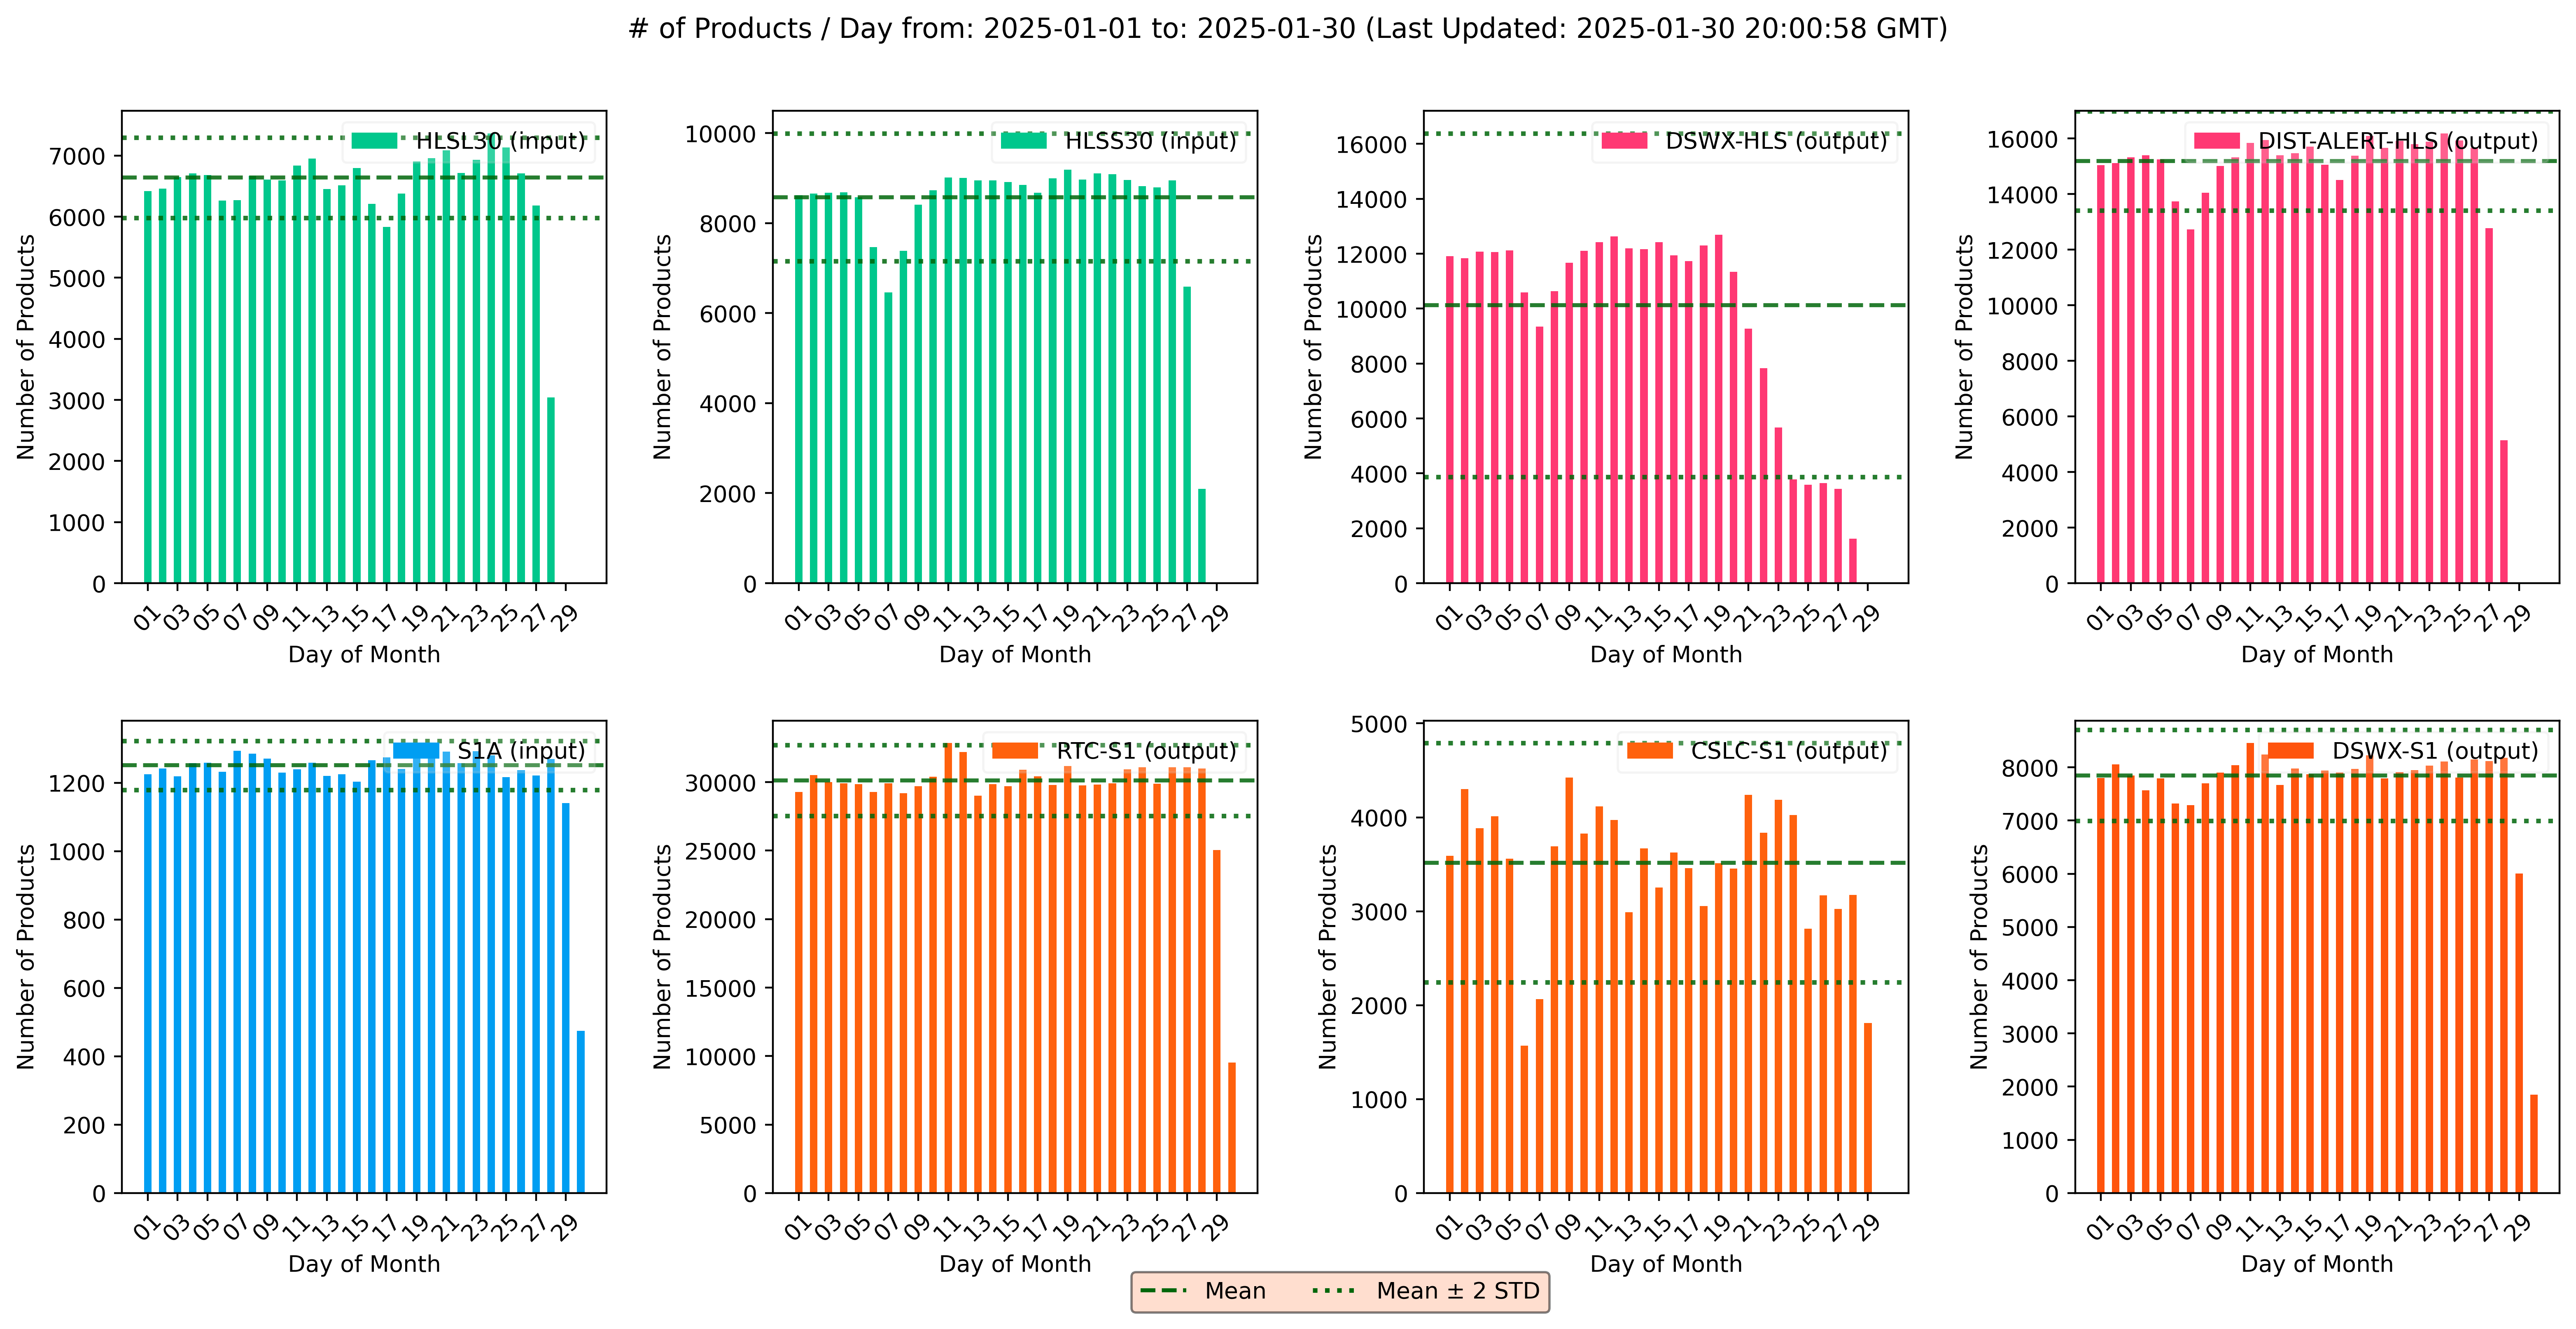 # of Products / Day from: 2025-01-01 to: 2025-01-30 (Last Updated: 2025-01-30 20:00:58 GMT)
HLSL30 (input)
Number of Products
7000
6000
5000
4000
3000
2000
1000
0
01 03 05 07 09 11 13 15 17 19 21 23 25 27 29
Day of Month
HLSS30 (input)
Number of Products
10000
8000
6000
4000
2000
0
01 03 05 07 09 11 13 15 17 19 21 23 25 27 29
Day of Month
DSWX-HLS (output)
Number of Products
16000
14000
12000
10000
8000
6000
4000
2000
0
01 03 05 07 09 11 13 15 17 19 21 23 25 27 29
Day of Month
DIST-ALERT-HLS (output)
Number of Products
16000
14000
12000
10000
8000
6000
4000
2000
0
01 03 05 07 09 11 13 15 17 19 21 23 25 27 29
Day of Month
S1A (input)
Number of Products
1200
1000
800
600
400
200
0
01 03 05 07 09 11 13 15 17 19 21 23 25 27 29
Day of Month
RTC-S1 (output)
Number of Products
30000
25000
20000
15000
10000
5000
0
01 03 05 07 09 11 13 15 17 19 21 23 25 27 29
Day of Month
CSLC-S1 (output)
Number of Products
5000
4000
3000
2000
1000
0
01 03 05 07 09 11 13 15 17 19 21 23 25 27 29
Day of Month
DSWX-S1 (output)
Number of Products
8000
7000
6000
5000
4000
3000
2000
1000
0
01 03 05 07 09 11 13 15 17 19 21 23 25 27 29
Day of Month
Mean Mean ± 2 STD